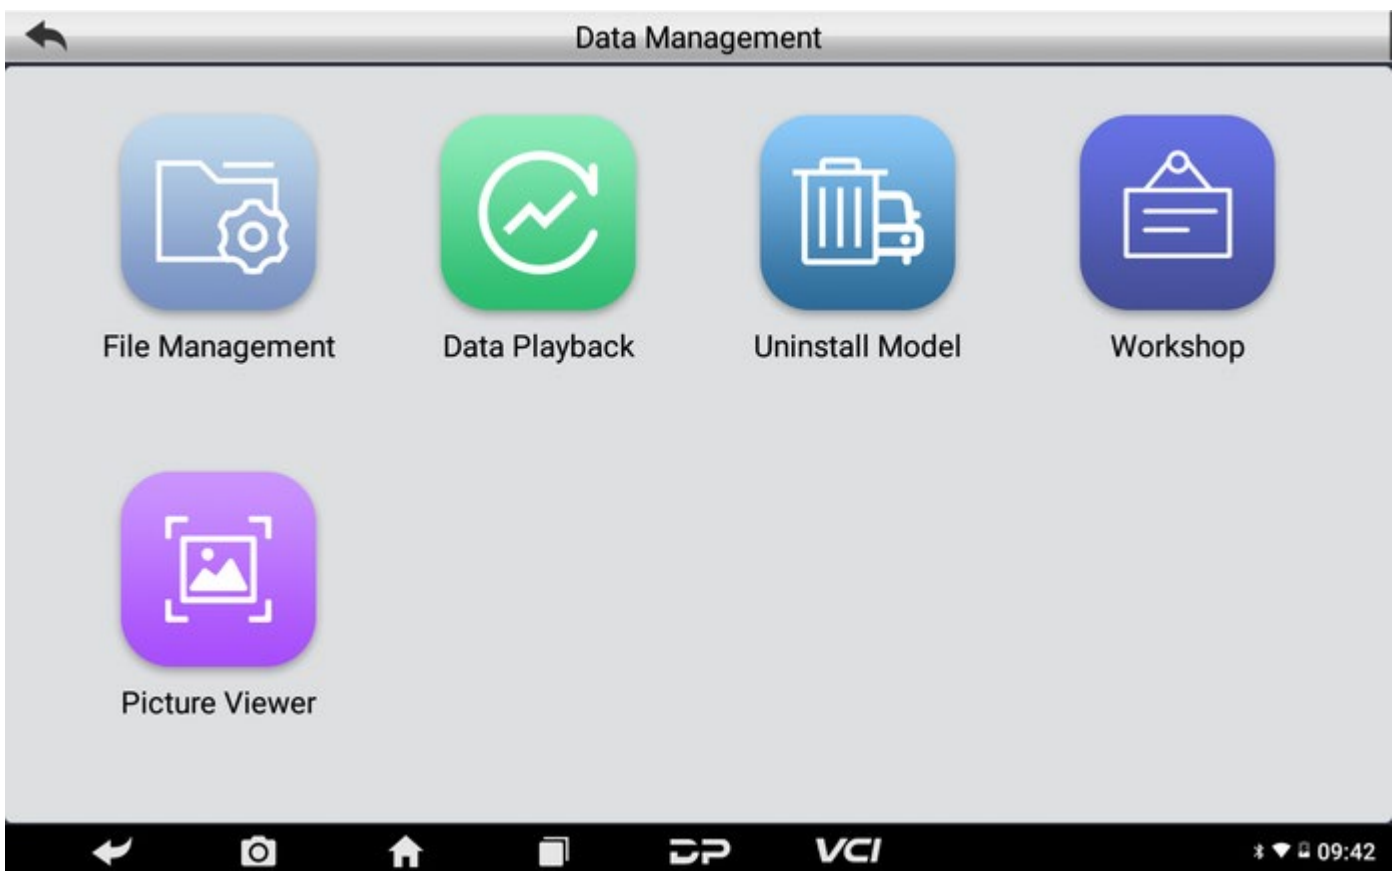 Data Management
File Management
Data Playback
Uninstall Model
Workshop
Picture Viewer
DP
VCI
09:42